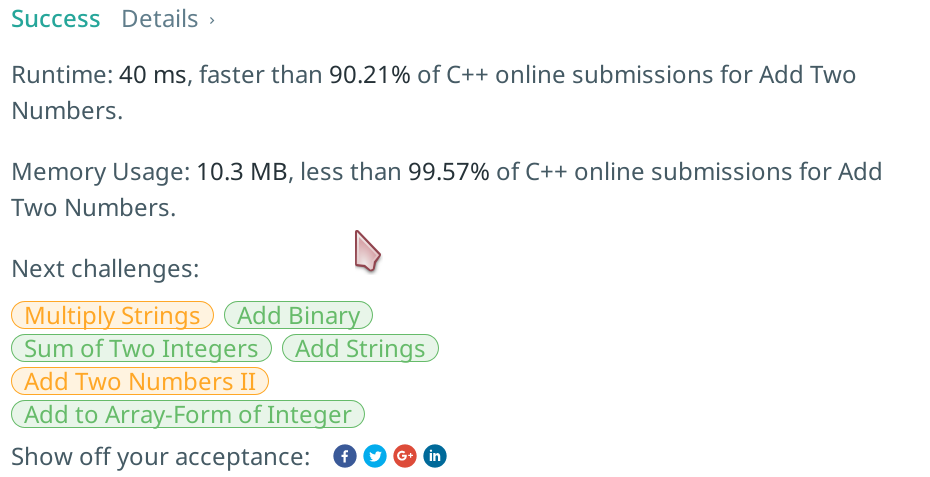 Success Details ›
Runtime: 40 ms, faster than 90.21% of C++ online submissions for Add Two
Numbers.
Memory Usage: 10.3 MB, less than 99.57% of C++ online submissions for Add
Two Numbers.
Next challenges:
Multiply Strings Add Binary
Sum of Two Integers Add Strings
Add Two Numbers II
Add to Array-Form of Integer
Show off your acceptance: f G+ in